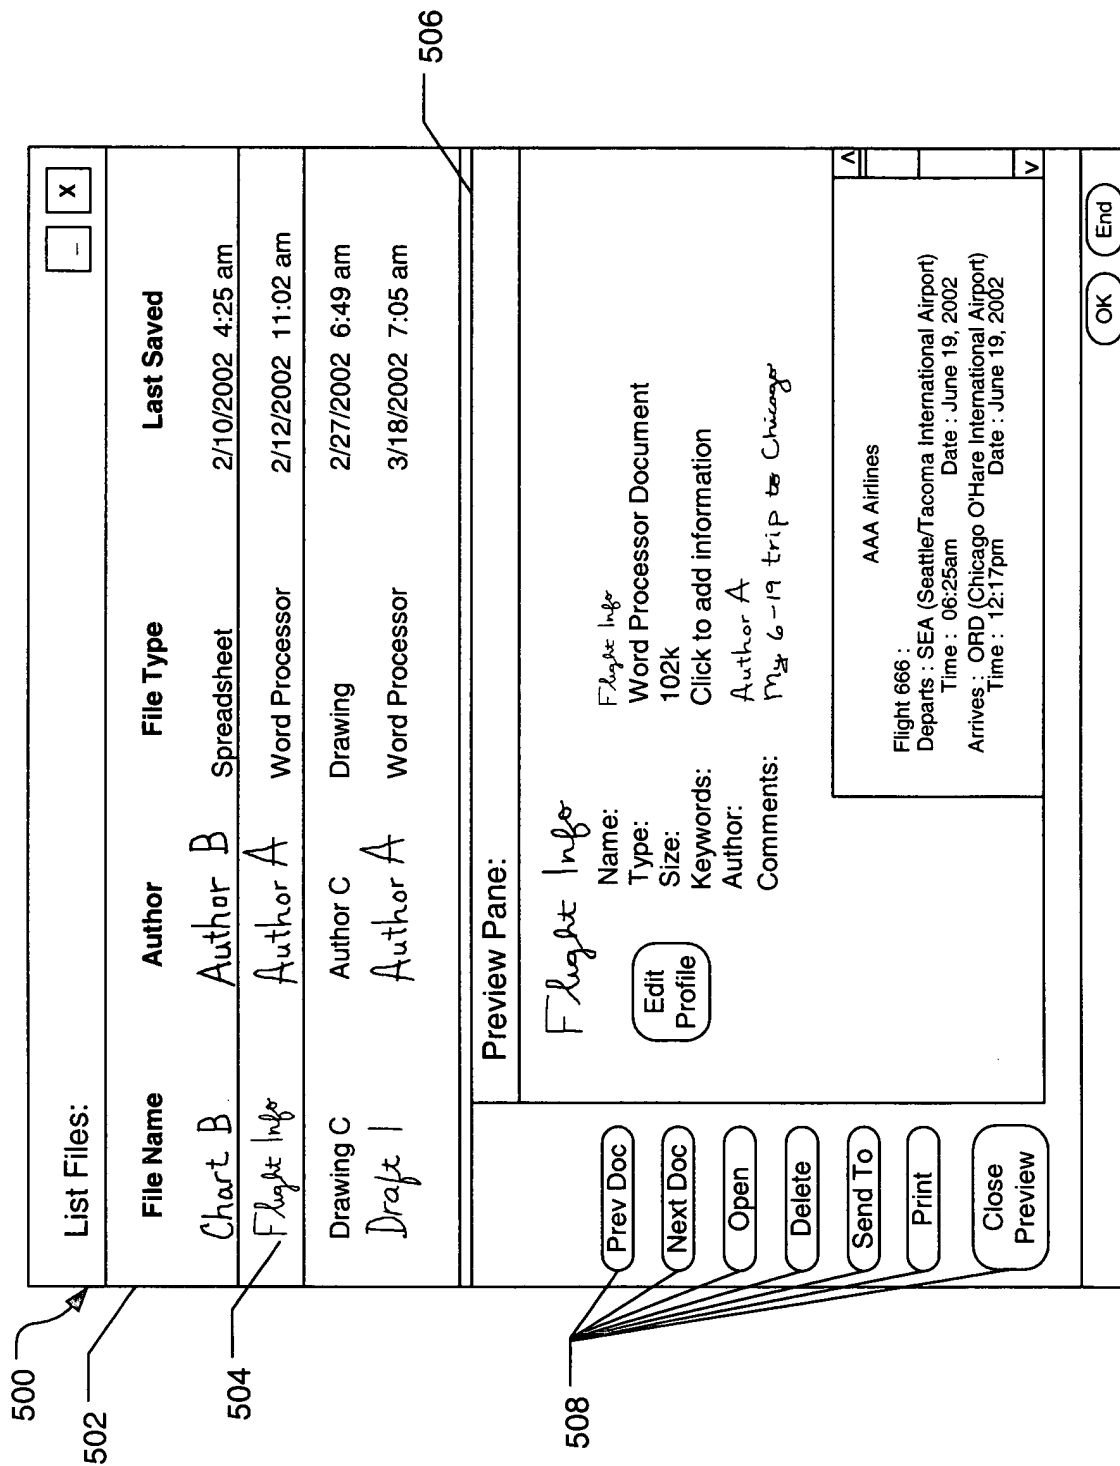 500
502
504
506
508
List Files:
_ X
File Name Author File Type Last Saved
Chart B Author B Spreadsheet 2/10/2002 4:25 am
Flight Info Author A Word Processor 2/12/2002 11:02 am
Drawing C Author C Drawing 2/27/2002 6:49 am
Draft 1 Author A Word Processor 3/18/2002 7:05 am
Preview Pane:
Prev Doc
Next Doc
Open
Delete
Send To
Print
Close
Preview
Flight Info
Edit
Profile
Name: Flight Info
Type: Word Processor Document
Size: 102k
Keywords: Click to add information
Author: Author A
Comments: My 6-19 trip to Chicago
AAA Airlines
Flight 666 :
Departs : SEA (Seattle/Tacoma International Airport)
Time : 06:25am Date : June 19, 2002
Arrives : ORD (Chicago O'Hare International Airport)
Time : 12:17pm Date : June 19, 2002
< >
OK End